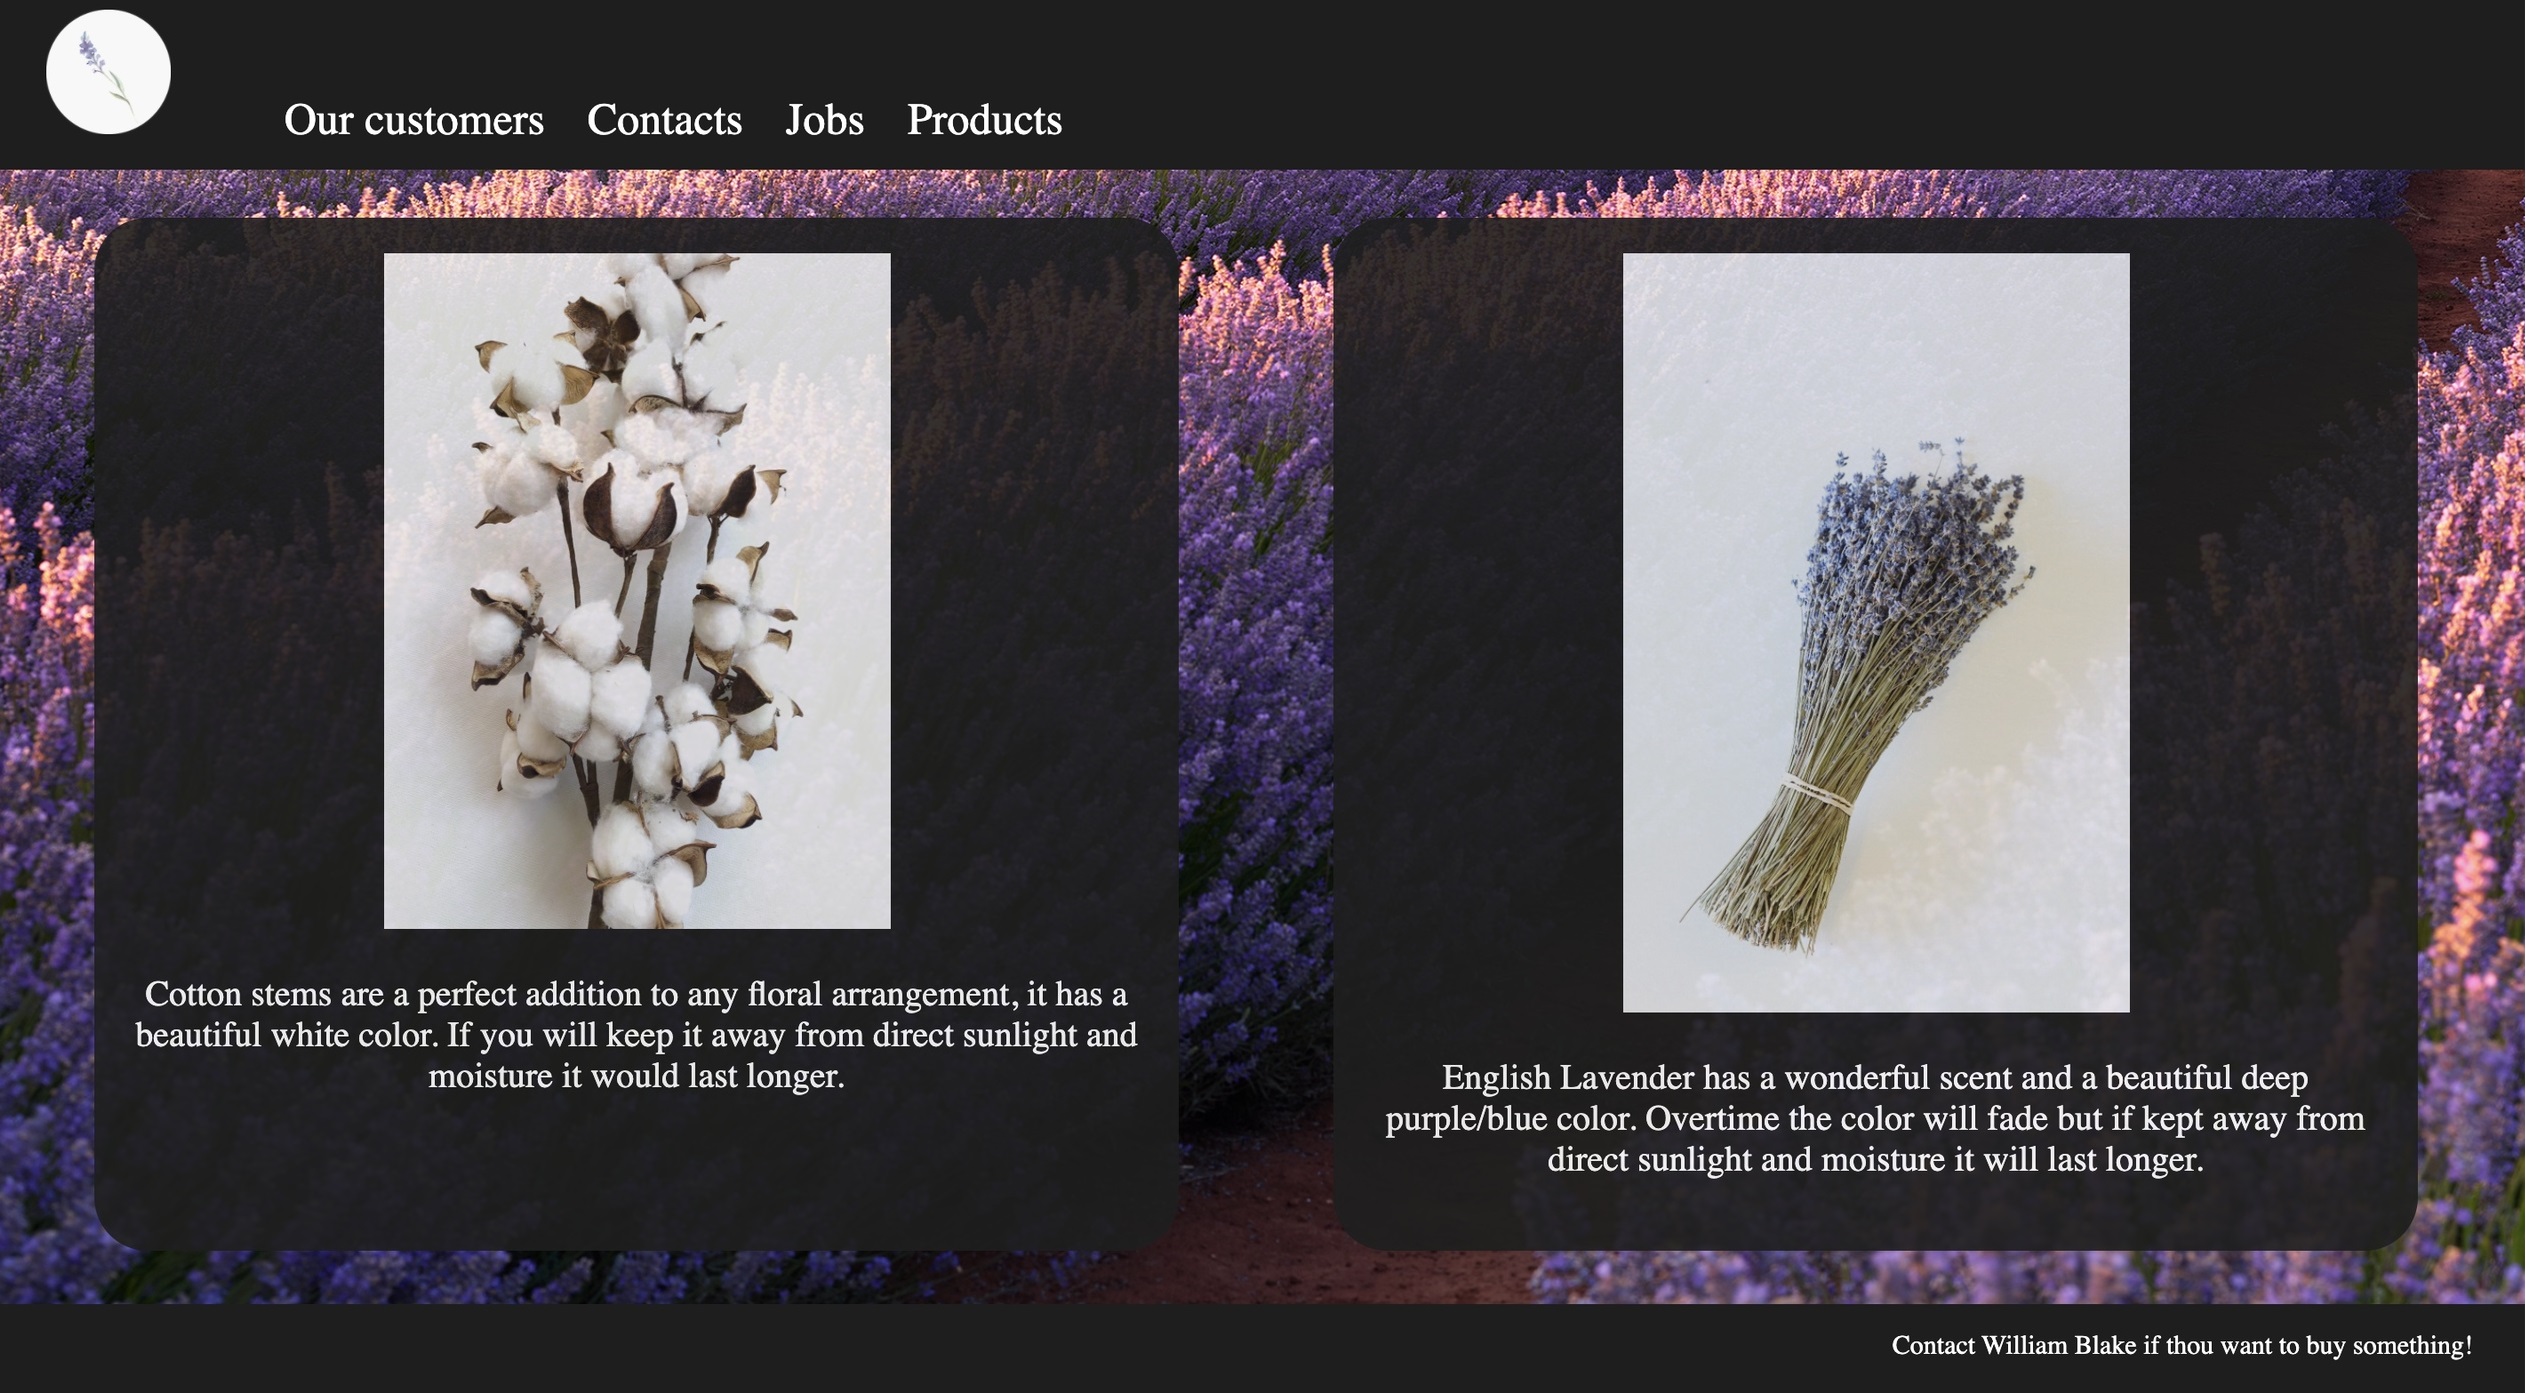 Our customers Contacts Jobs Products
Cotton stems are a perfect addition to any floral arrangement, it has a
beautiful white color. If you will keep it away from direct sunlight and
moisture it would last longer.
English Lavender has a wonderful scent and a beautiful deep
purple/blue color. Overtime the color will fade but if kept away from
direct sunlight and moisture it will last longer.
Contact William Blake if thou want to buy something!